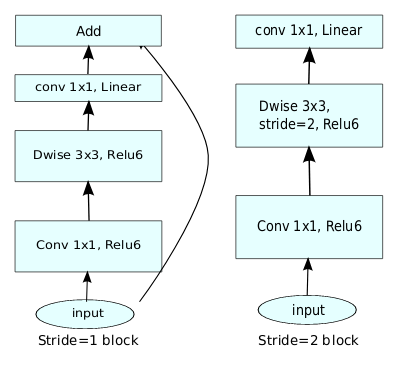 Add
conv 1x1, Linear
Dwise 3x3, Relu6
Conv 1x1, Relu6
input
Stride=1 block
conv 1x1, Linear
Dwise 3x3,
stride=2, Relu6
Conv 1x1, Relu6
input
Stride=2 block